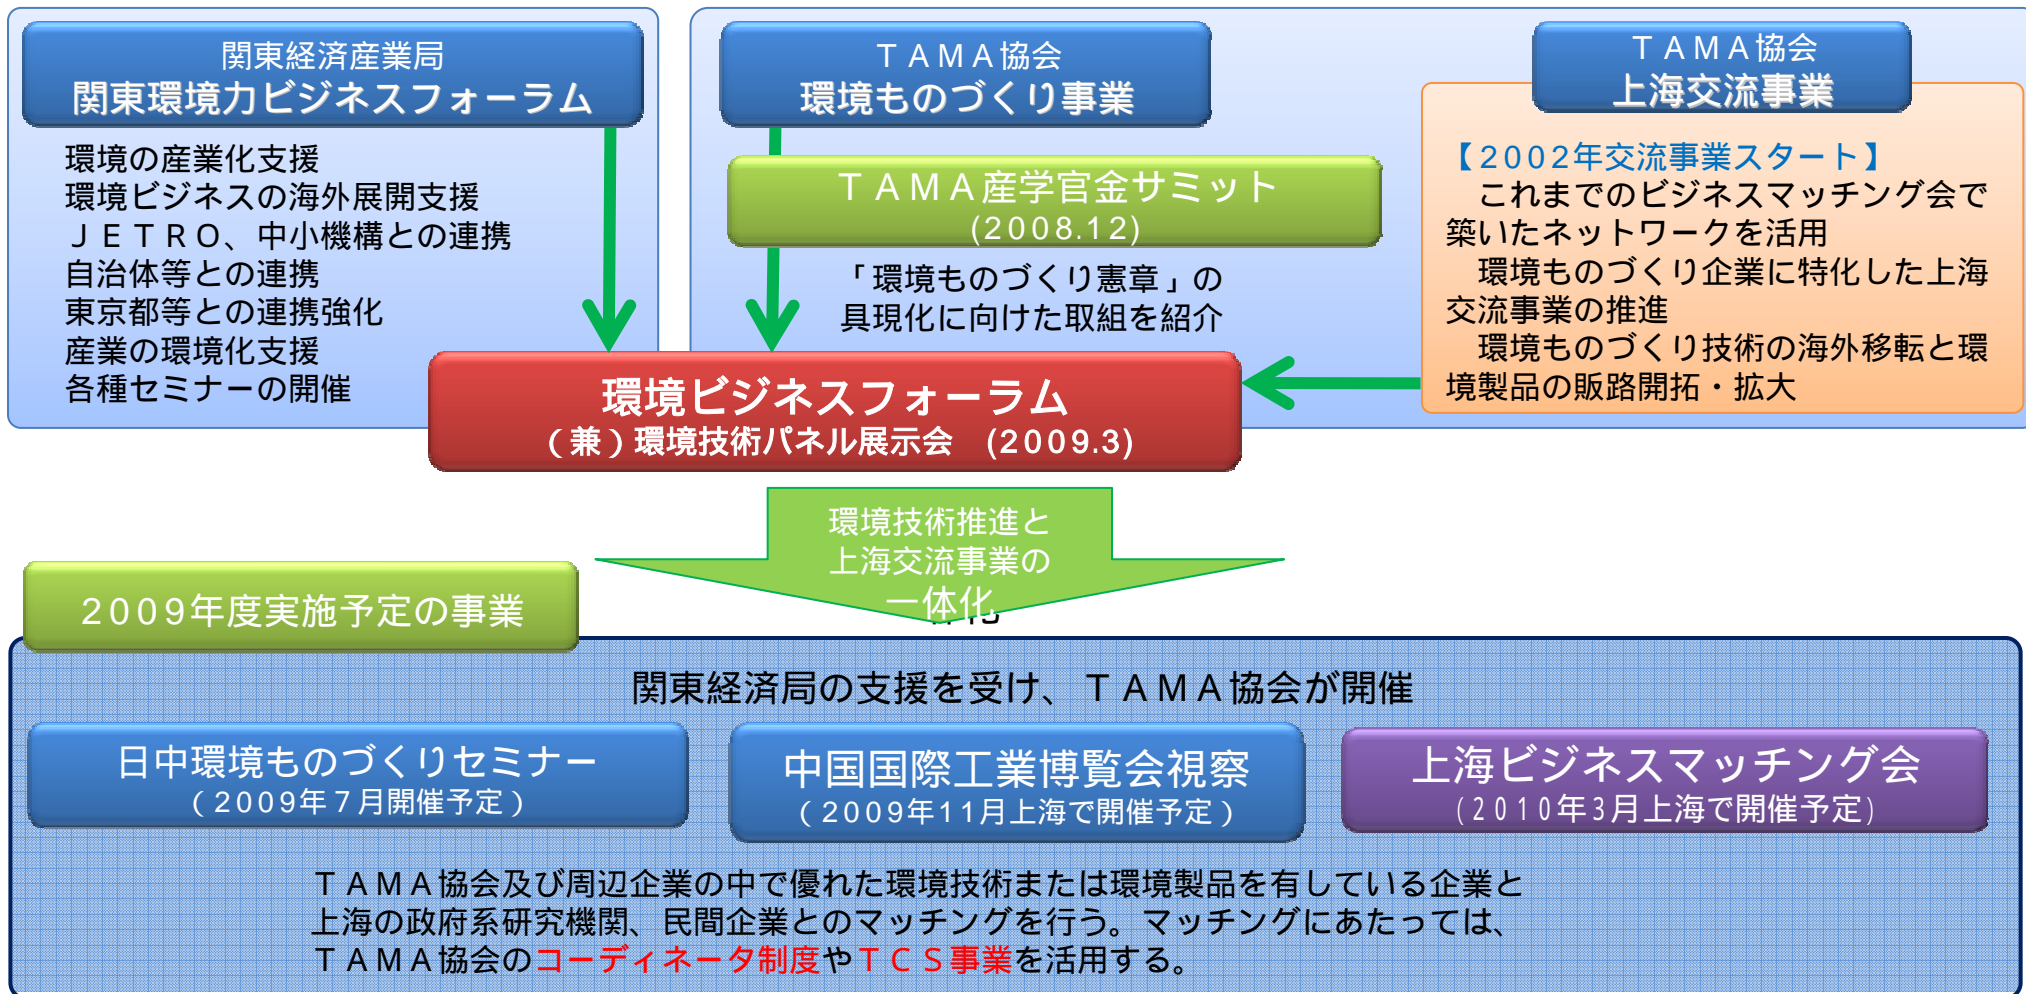 関東経済産業局
関東環境力ビジネスフォーラム
環境の産業化支援
環境ビジネスの海外展開支援
ＪＥＴＲＯ、中小機構との連携
自治体等との連携
東京都等との連携強化
産業の環境化支援
各種セミナーの開催
ＴＡＭＡ協会
環境ものづくり事業
ＴＡＭＡ産学官金サミット
(2008.12)
「環境ものづくり憲章」の
具現化に向けた取組を紹介
ＴＡＭＡ協会
上海交流事業
【2002年交流事業スタート】
これまでのビジネスマッチング会で
築いたネットワークを活用
環境ものづくり企業に特化した上海
交流事業の推進
環境ものづくり技術の海外移転と環
境製品の販路開拓・拡大
環境ビジネスフォーラム
（兼）環境技術パネル展示会　(2009.3)
環境技術推進と
上海交流事業の
一体化
2009年度実施予定の事業
関東経済局の支援を受け、ＴＡＭＡ協会が開催
日中環境ものづくりセミナー
（2009年７月開催予定）
中国国際工業博覧会視察
（2009年11月上海で開催予定）
上海ビジネスマッチング会
(2010年3月上海で開催予定)
ＴＡＭＡ協会及び周辺企業の中で優れた環境技術または環境製品を有している企業と
上海の政府系研究機関、民間企業とのマッチングを行う。マッチングにあたっては、
ＴＡＭＡ協会のコーディネータ制度やＴＣＳ事業を活用する。